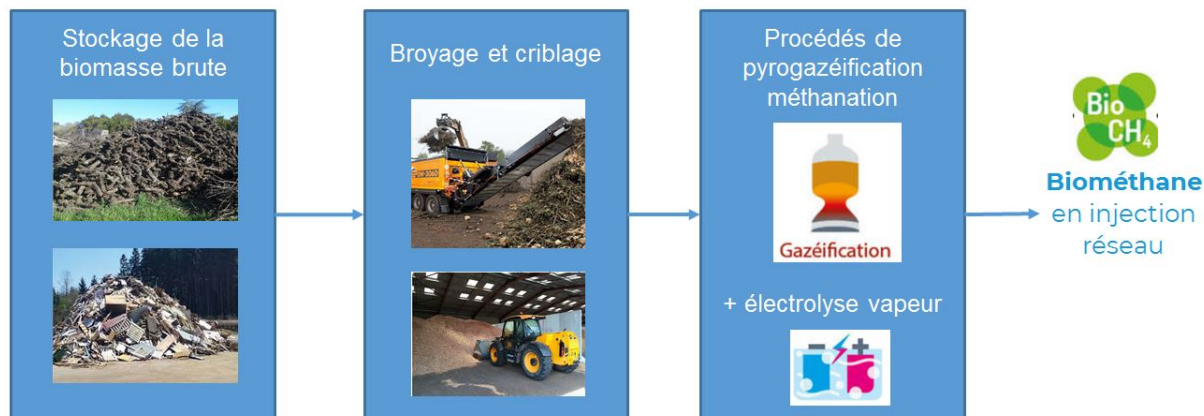 Stockage de la
biomasse brute
Broyage et criblage
Procédés de
pyrogazéification
méthanation
Gazéification
+ électrolyse vapeur
Bio
CH4
Biométhane
en injection
réseau